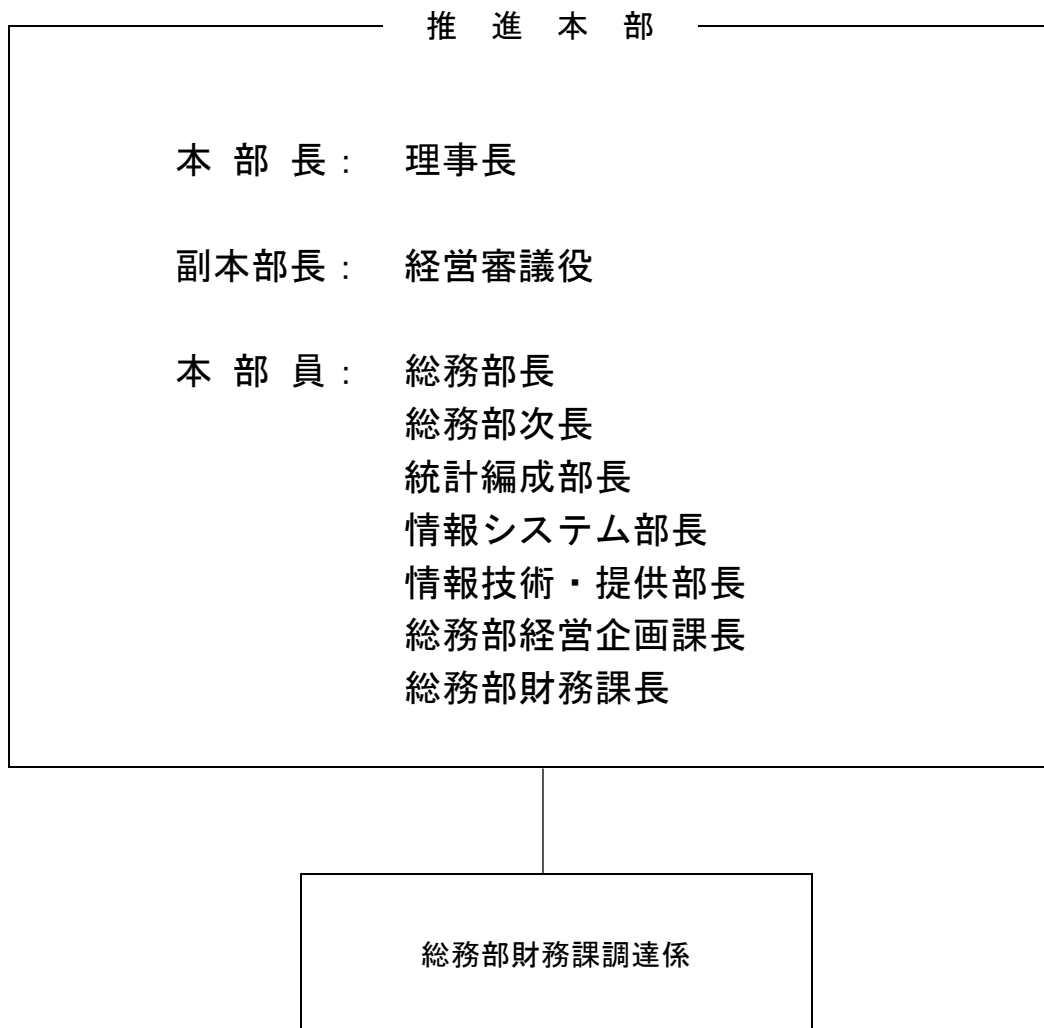 推　進　本　部
本 部 長： 理事長
副本部長： 経営審議役
本 部 員： 総務部長
総務部次長
統計編成部長
情報システム部長
情報技術・提供部長
総務部経営企画課長
総務部財務課長
総務部財務課調達係